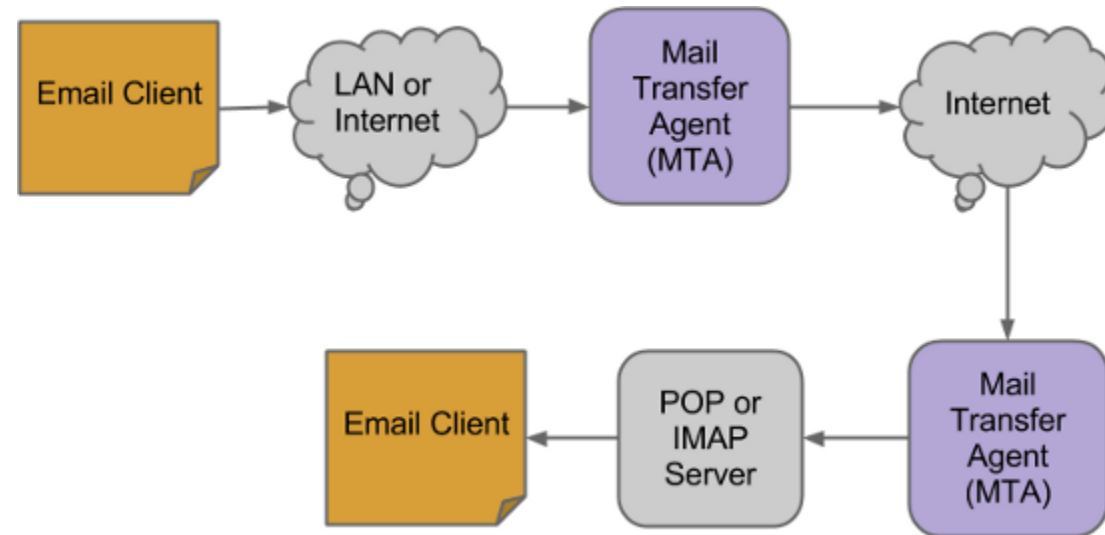 Email Client
LAN or
Internet
Mail
Transfer
Agent
(MTA)
Internet
Email Client
POP or
IMAP
Server
Mail
Transfer
Agent
(MTA)